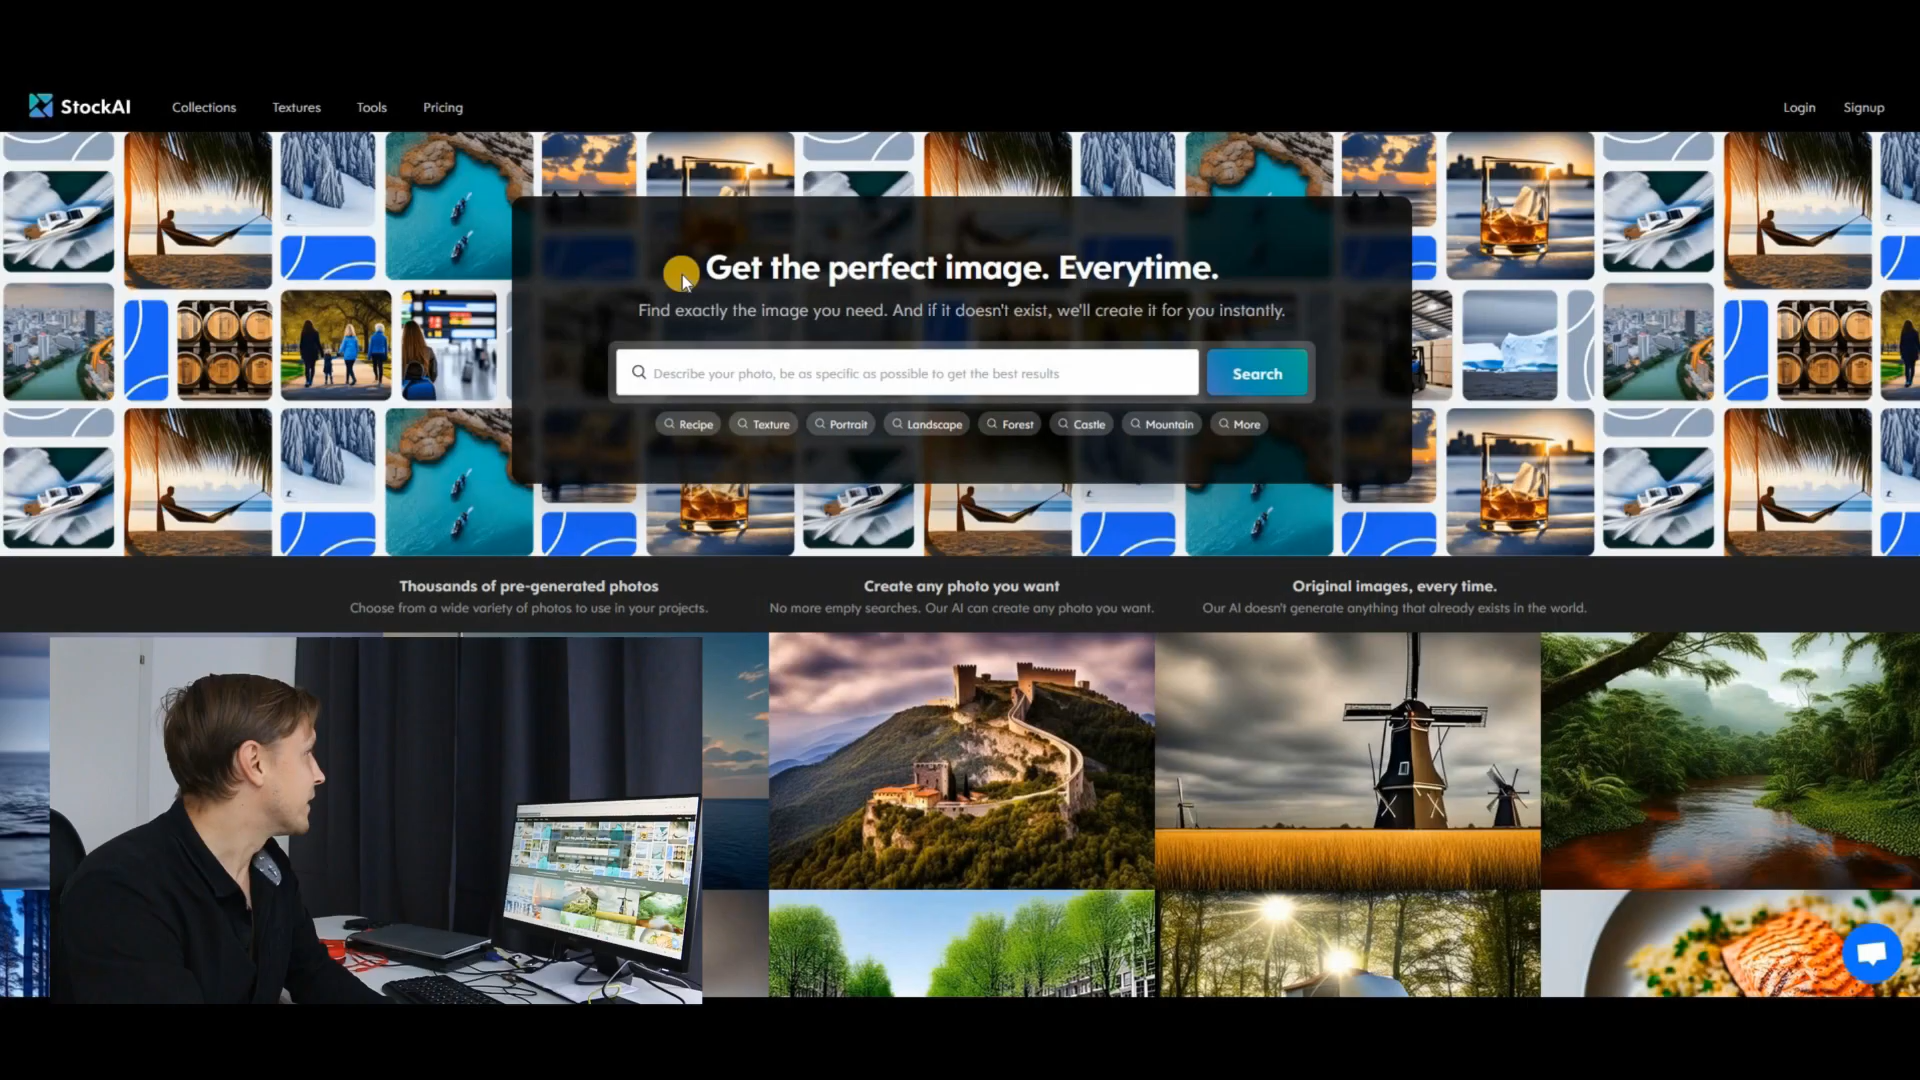 StockAI
Collections
Textures
Tools
Pricing
Login
Signup
Get the perfect image. Everytime.
Find exactly the image you need. And if it doesn't exist, we'll create it for you instantly.
Describe your photo, be as specific as possible to get the best results
Search
Recipe
Texture
Portrait
Landscape
Forest
Castle
Mountain
More
Thousands of pre-generated photos
Choose from a wide variety of photos to use in your projects.
Create any photo you want
No more empty searches. Our AI can create any photo you want.
Original images, every time.
Our AI doesn't generate anything that already exists in the world.